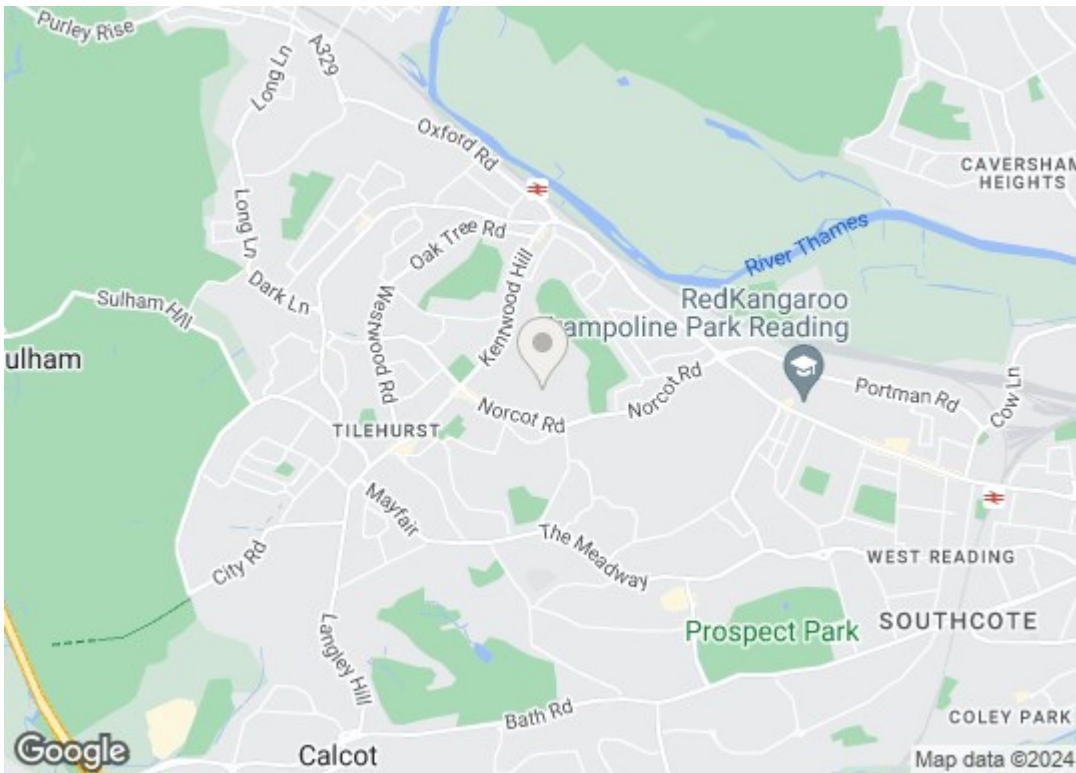 Purley Rise
A329
Long Ln
Oxford Rd
CAVERSHAM
HEIGHTS
Long Ln
Oak Tree Rd
River Thames
Dark Ln
Sulham Hill
Kentwood Hill
Westwood Rd
RedKangaroo
Trampoline Park Reading
ulham
Norcot Rd
Portman Rd
Cow Ln
Norcot Rd
TILEHURST
Mayfair
The Meadway
City Rd
WEST READING
SOUTHCOTE
Prospect Park
Langley Hill
Bath Rd
COLEY PARK
Calcot
Google
Map data ©2024